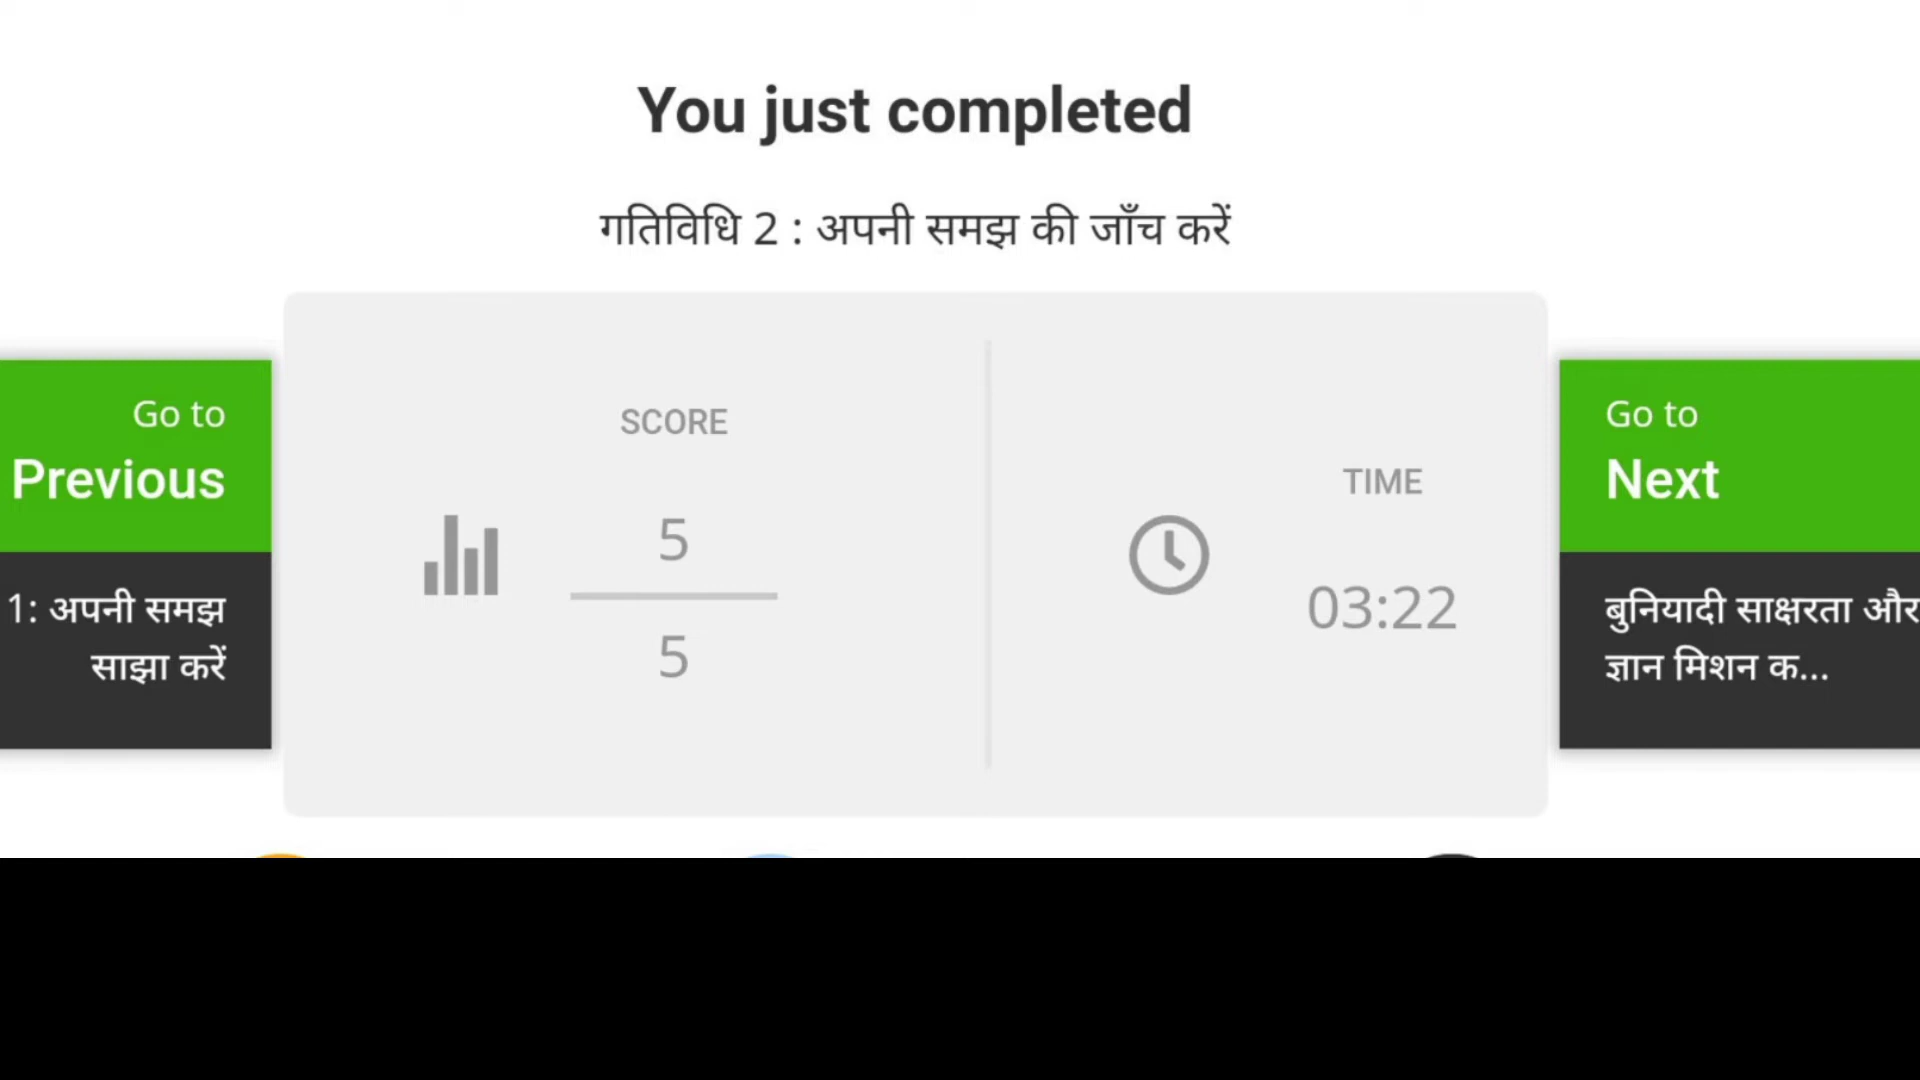 You just completed
गतिविधि 2 : अपनी समझ की जाँच करें
Go to
Previous
1: अपनी समझ
साझा करें
SCORE
5
5
TIME
03:22
Go to
Next
बुनियादी साक्षरता और
ज्ञान मिशन क...